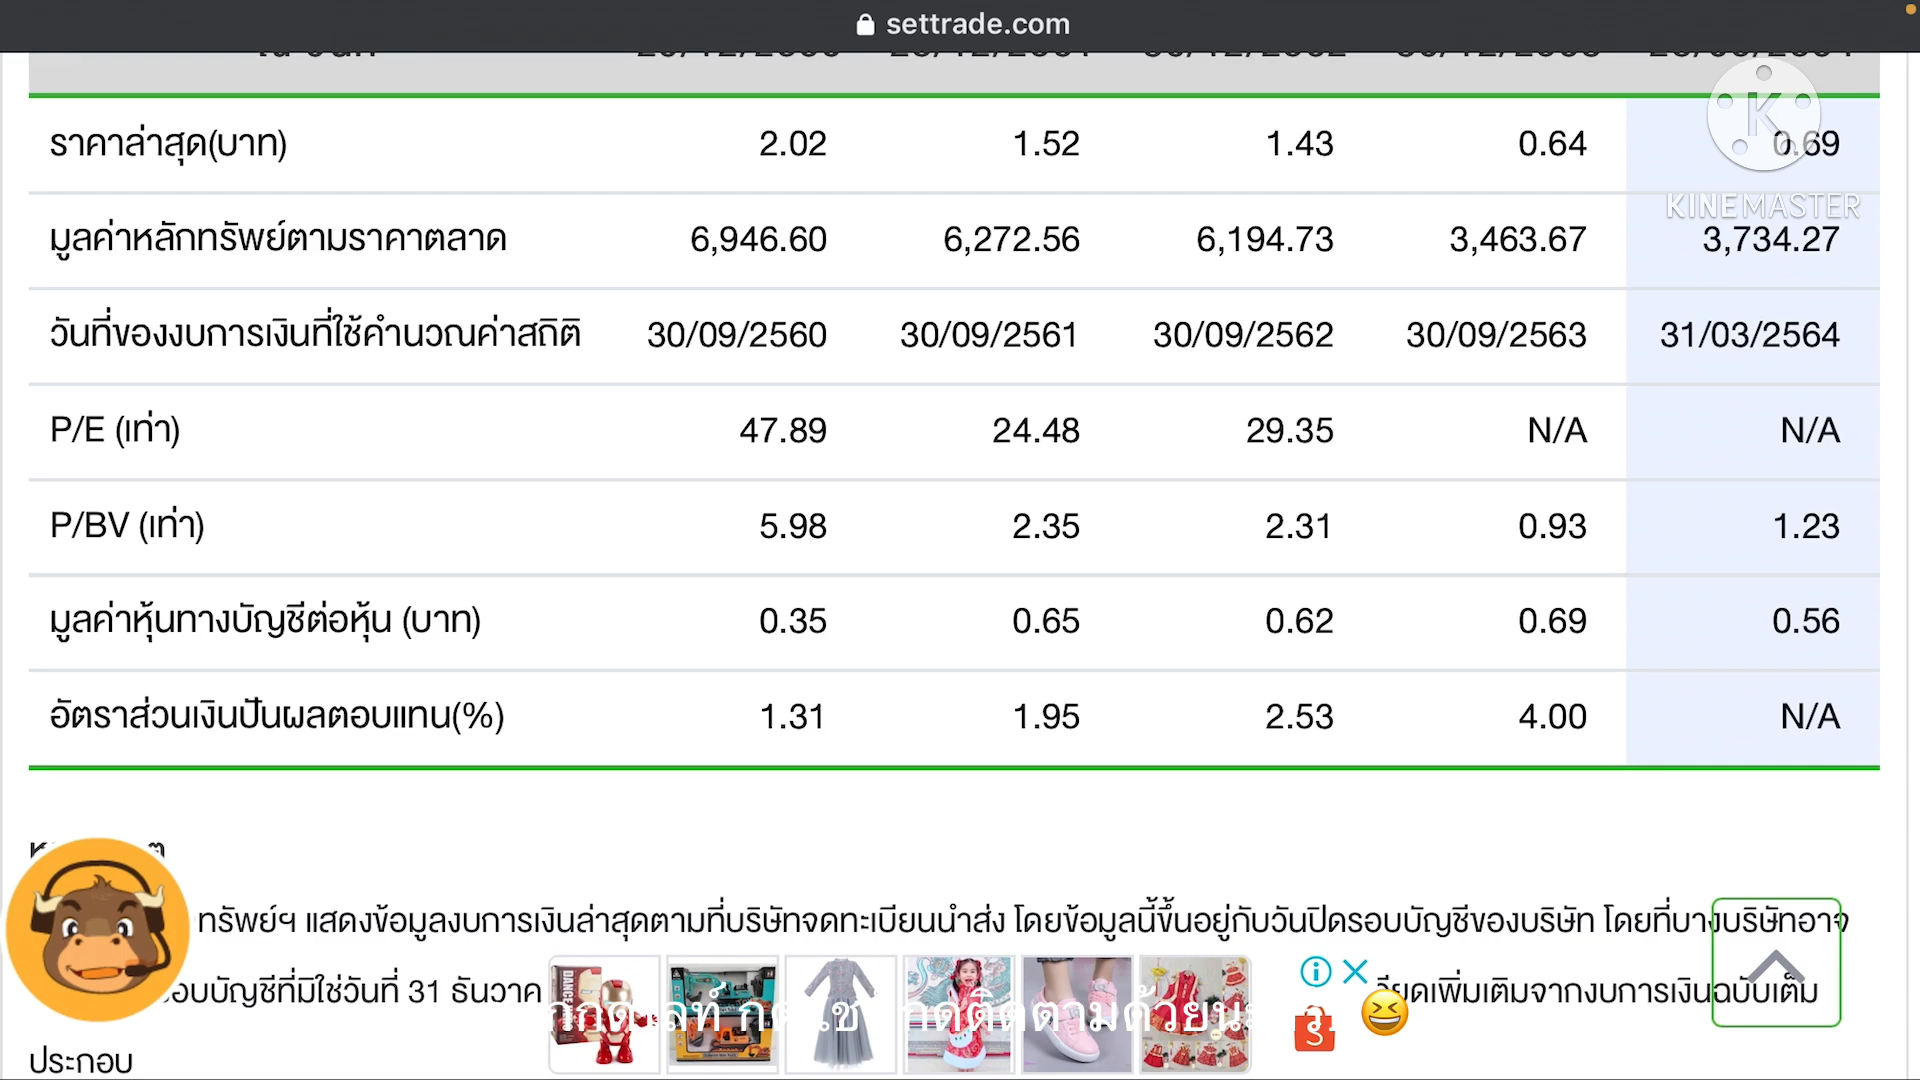 settrade.com
ราคาล่าสุด(บาท) 2.02 1.52 1.43 0.64 0.69
KINEMASTER
มูลค่าหลักทรัพย์ตามราคาตลาด 6,946.60 6,272.56 6,194.73 3,463.67 3,734.27
วันที่ของงบการเงินที่ใช้คำนวณค่าสถิติ 30/09/2560 30/09/2561 30/09/2562 30/09/2563 31/03/2564
P/E (เท่า) 47.89 24.48 29.35 N/A N/A
P/BV (เท่า) 5.98 2.35 2.31 0.93 1.23
มูลค่าหุ้นทางบัญชีต่อหุ้น (บาท) 0.35 0.65 0.62 0.69 0.56
อัตราส่วนเงินปันผลตอบแทน(%) 1.31 1.95 2.53 4.00 N/A
ทรัพย์ฯ แสดงข้อมูลงบการเงินล่าสุดตามที่บริษัทจดทะเบียนนำส่ง โดยข้อมูลนี้ขึ้นอยู่กับวันปิดรอบบัญชีของบริษัท โดยที่บางบริษัทอาจ
อบบัญชีที่มิใช่วันที่ 31 ธันวาค ียดเพิ่มเติมจากงบการเงินฉบับเต็ม
ประกอบ